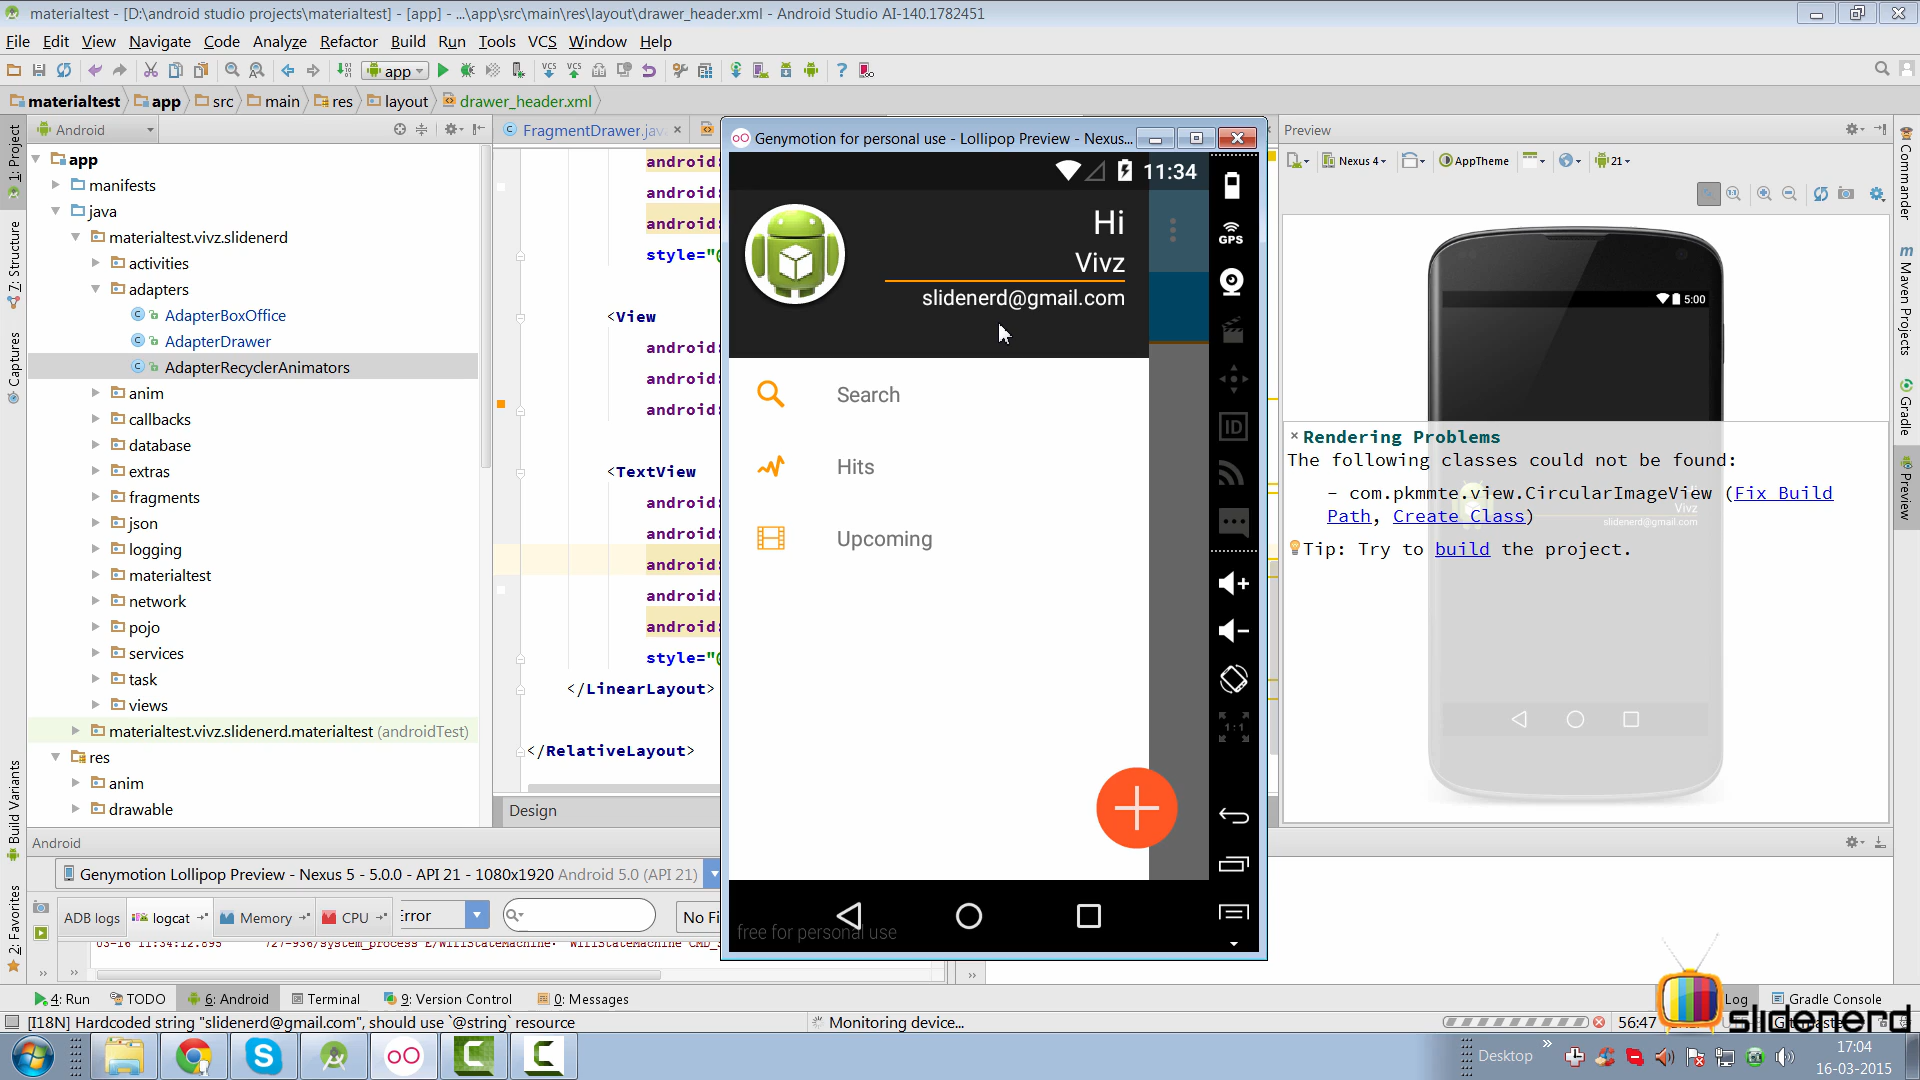 materialtest - [D:\android studio projects\materialtest] - [app] - ...\app\src\main\res\layout\drawer_header.xml - Android Studio AI-140.1782451
File Edit View Navigate Code Analyze Refactor Build Run Tools VCS Window Help
app
materialtest app src main res layout drawer_header.xml
Android
FragmentDrawer.java
Genymotion for personal use - Lollipop Preview - Nexus...
Preview
1: Project
Z: Structure
Captures
Build Variants
2: Favorites
app
manifests
java
materialtest.vivz.slidenerd
activities
adapters
AdapterBoxOffice
AdapterDrawer
AdapterRecyclerAnimators
anim
callbacks
database
extras
fragments
json
logging
materialtest
network
pojo
services
task
views
materialtest.vivz.slidenerd.materialtest (androidTest)
res
anim
drawable
android:
android:
android:
style="@
<View
android:
android:
android:
<TextView
android:
android:
android:
android:
android:
style="@
</LinearLayout>
</RelativeLayout>
Design
11:34
Hi
Vivz
slidenerd@gmail.com
Search
Hits
Upcoming
free for personal use
GPS
ID
1:1
Nexus 4 AppTheme 21
5:00
Rendering Problems
The following classes could not be found:
- com.pkmmte.view.CircularImageView (Fix Build
Path, Create Class)
Vivz
slidenerd@gmail.com
Tip: Try to build the project.
Commander
Maven Projects
Gradle
Preview
Android
Genymotion Lollipop Preview - Nexus 5 - 5.0.0 - API 21 - 1080x1920 Android 5.0 (API 21)
ADB logs logcat Memory CPU Error No Fi
03-16 11:34:12.895 727-936/system_process E/WifiStateMachine: WifiStateMachine CMD_S
4: Run TODO 6: Android Terminal 9: Version Control 0: Messages
Log Gradle Console
[I18N] Hardcoded string "slidenerd@gmail.com", should use `@string` resource
Monitoring device...
56:47
slidenerd
Desktop
17:04
16-03-2015